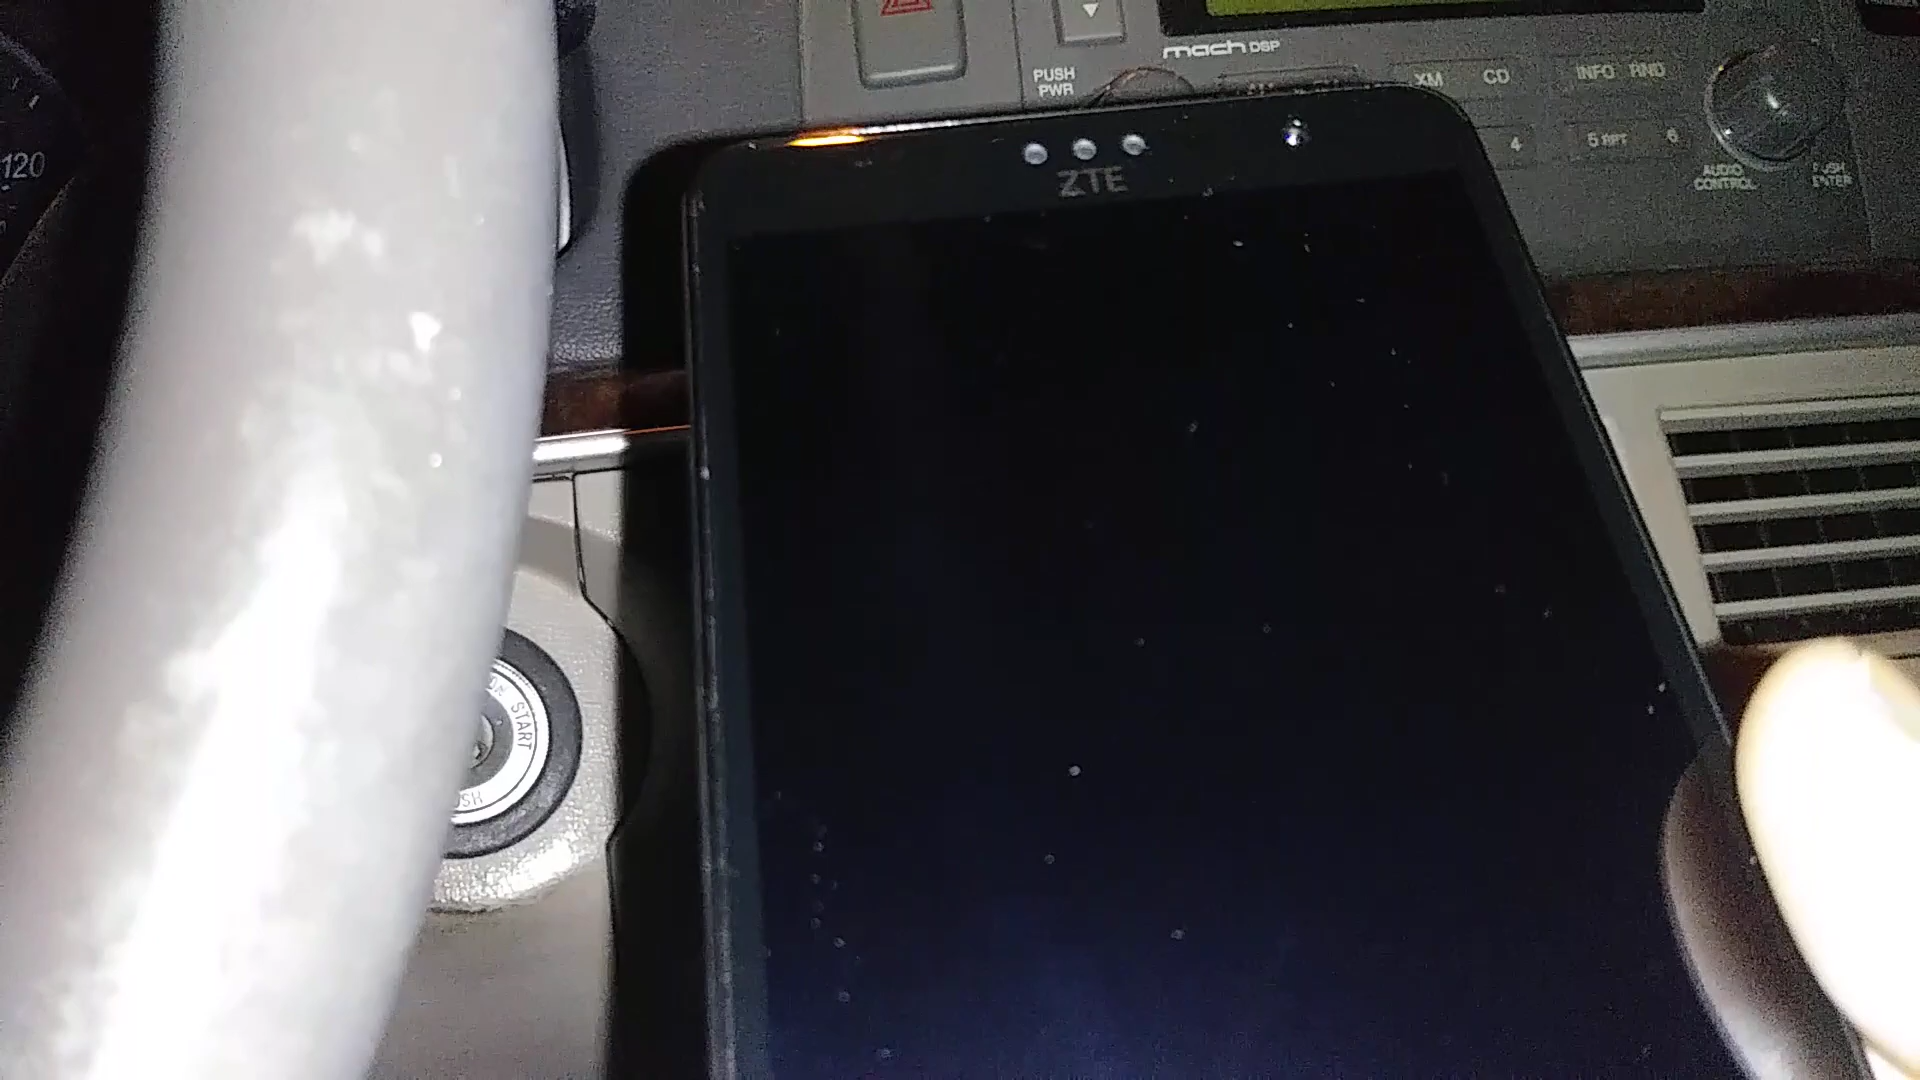 mach DSP
PUSH
PWR
XM CD
INFO RND
4
5 RPT 6
AUDIO
CONTROL
PUSH
ENTER
120
ZTE
START